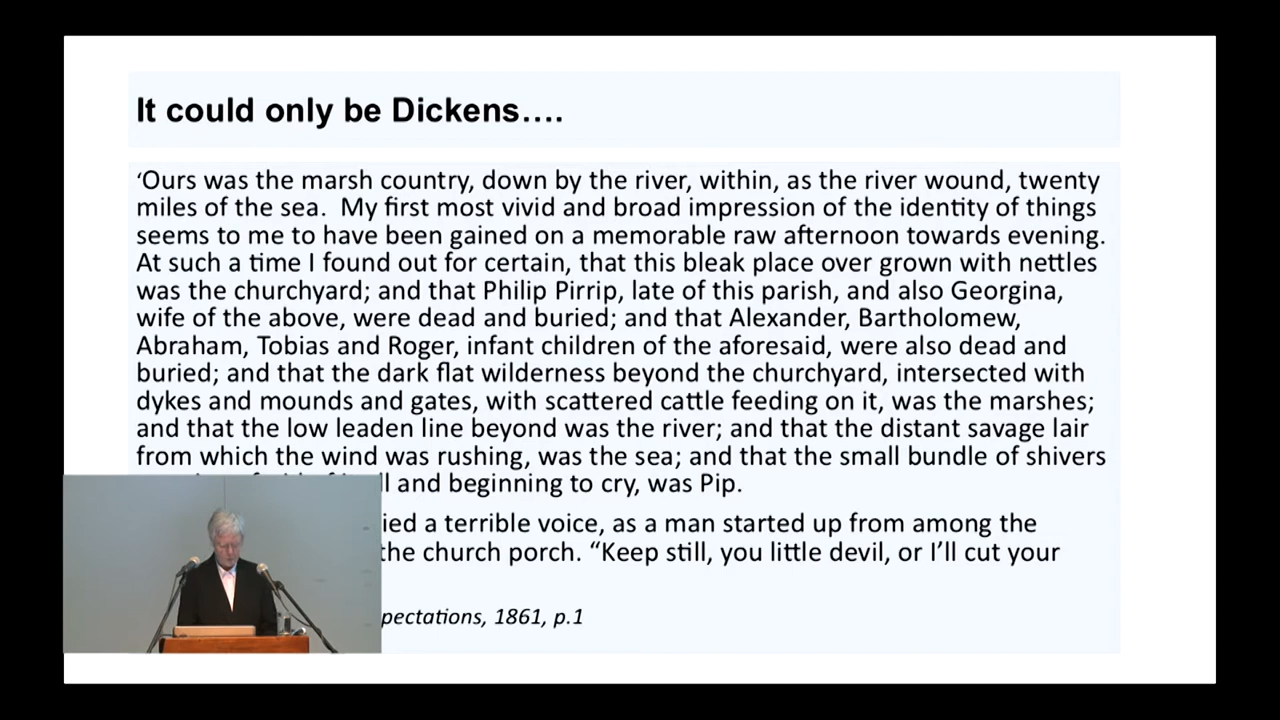 It could only be Dickens….
‘Ours was the marsh country, down by the river, within, as the river wound, twenty
miles of the sea.  My first most vivid and broad impression of the identity of things
seems to me to have been gained on a memorable raw afternoon towards evening.
At such a time I found out for certain, that this bleak place over grown with nettles
was the churchyard; and that Philip Pirrip, late of this parish, and also Georgina,
wife of the above, were dead and buried; and that Alexander, Bartholomew,
Abraham, Tobias and Roger, infant children of the aforesaid, were also dead and
buried; and that the dark flat wilderness beyond the churchyard, intersected with
dykes and mounds and gates, with scattered cattle feeding on it, was the marshes;
and that the low leaden line beyond was the river; and that the distant savage lair
from which the wind was rushing, was the sea; and that the small bundle of shivers
and beginning to cry, was Pip.
a terrible voice, as a man started up from among the
the church porch. “Keep still, you little devil, or I’ll cut your
pectations, 1861, p.1